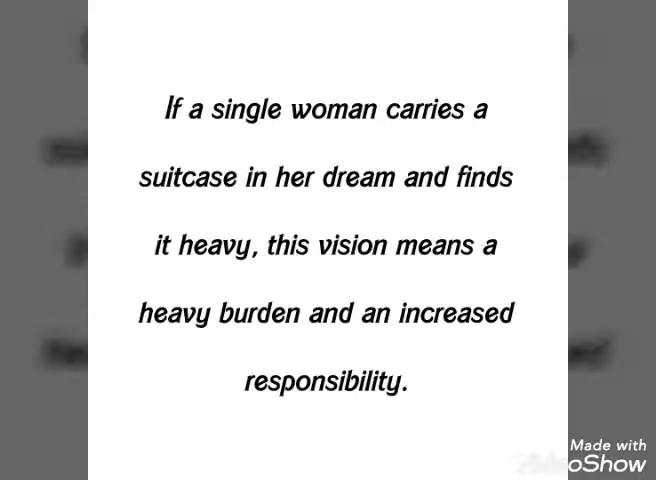 If a single woman carries a
suitcase in her dream and finds
it heavy, this vision means a
heavy burden and an increased
responsibility.
Made with
VideoShow